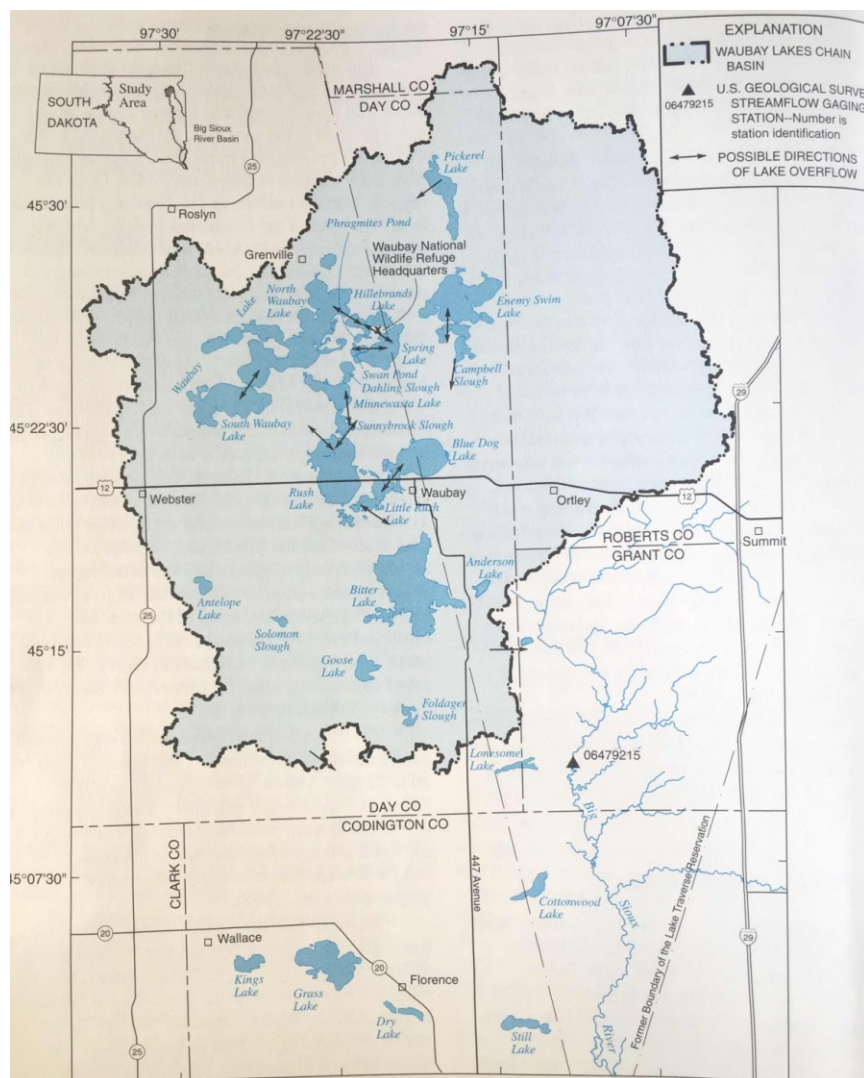 97°30'
97°22'30"
97°15'
97°07'30"
EXPLANATION
WAUBAY LAKES CHAIN
BASIN
U.S. GEOLOGICAL SURVE
06479215
STREAMFLOW GAGING
STATION--Number is
station identification
POSSIBLE DIRECTIONS
OF LAKE OVERFLOW
MARSHALL CO
DAY CO
SOUTH
DAKOTA
Study
Area
Big Sioux
River Basin
25
Pickerel
Lake
45°30'
Roslyn
Phragmites Pond
Grenville
Waubay National
Wildlife Refuge
Headquarters
North
Waubay
Lake
Hillebrands
Lake
Enemy Swim
Lake
Waubay
Lake
X
Spring
Lake
Swan Pond
Dahling Slough
Campbell
Slough
Minnewasta Lake
29
South Waubay
Lake
Sunnybrook Slough
45°22'30"
Blue Dog
Lake
12
Webster
Rush
Lake
Waubay
Little Rush
Lake
Ortley
12
Summit
ROBERTS CO
GRANT CO
Anderson
Lake
Antelope
Lake
Bitter
Lake
25
Solomon
Slough
45°15'
Goose
Lake
Foldager
Slough
Lonesome
Lake
06479215
DAY CO
CODINGTON CO
Big
Sioux
River
Former Boundary of the Lake Traverse Reservation
CLARK CO
447 Avenue
45°07'30"
Cottonwood
Lake
20
Wallace
29
Kings
Lake
Grass
Lake
20
Florence
Dry
Lake
Still
Lake
25